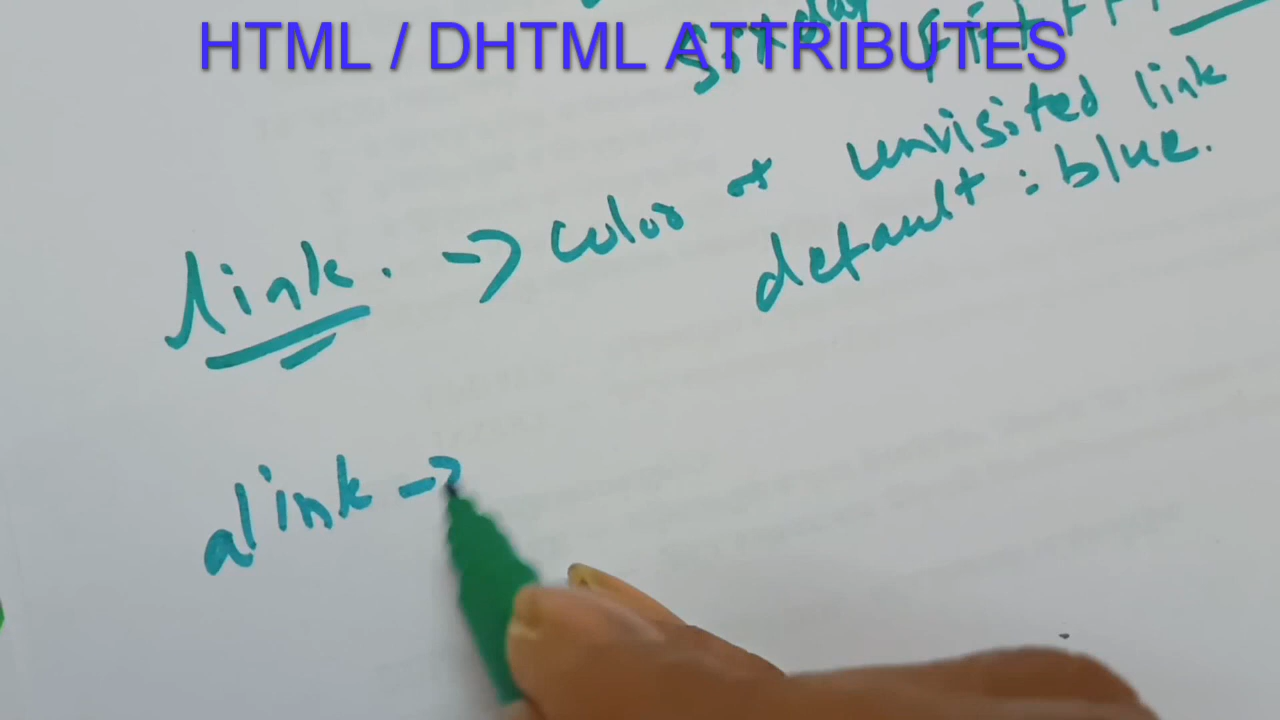 HTML / DHTML ATTRIBUTES
link. → color of unvisited link
default : blue.
alink →